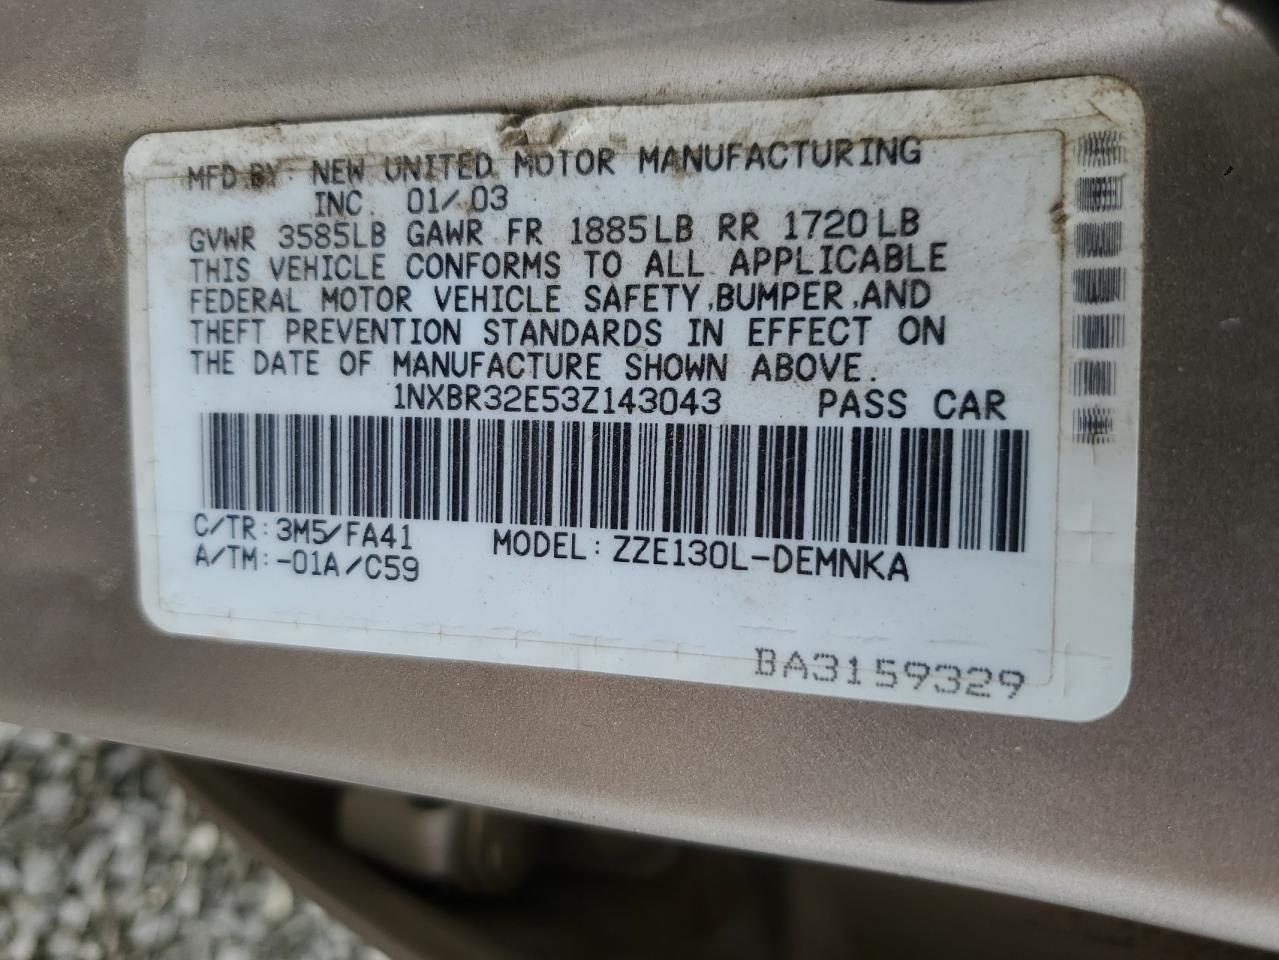 MFD BY: NEW UNITED MOTOR MANUFACTURING
INC. 01/03
GVWR 3585LB GAWR FR 1885LB RR 1720LB
THIS VEHICLE CONFORMS TO ALL APPLICABLE
FEDERAL MOTOR VEHICLE SAFETY,BUMPER,AND
THEFT PREVENTION STANDARDS IN EFFECT ON
THE DATE OF MANUFACTURE SHOWN ABOVE.
1NXBR32E53Z143043 PASS CAR
C/TR: 3M5/FA41 MODEL: ZZE130L-DEMNKA
A/TM:-01A/C59
BA3159329